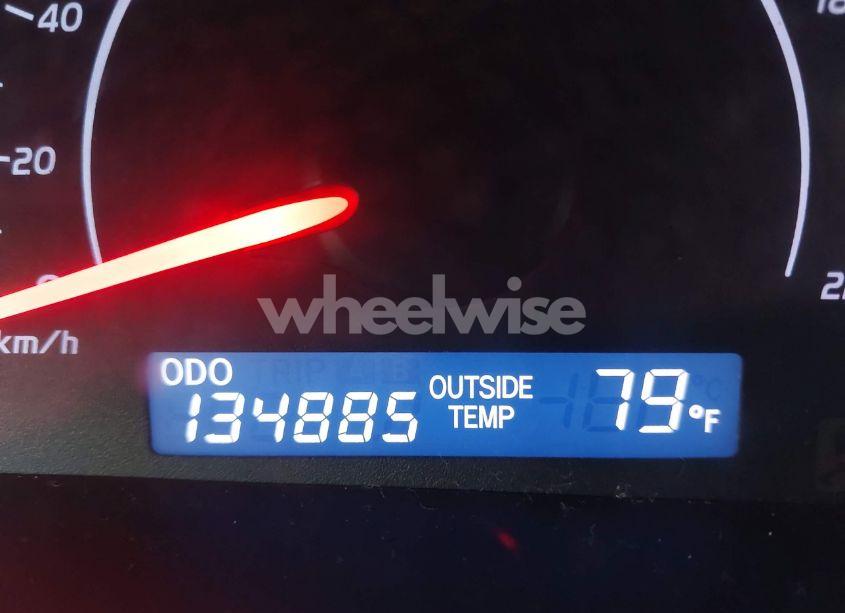 40
20
km/h
wheelwise
ODO
134885
OUTSIDE
TEMP
79°F